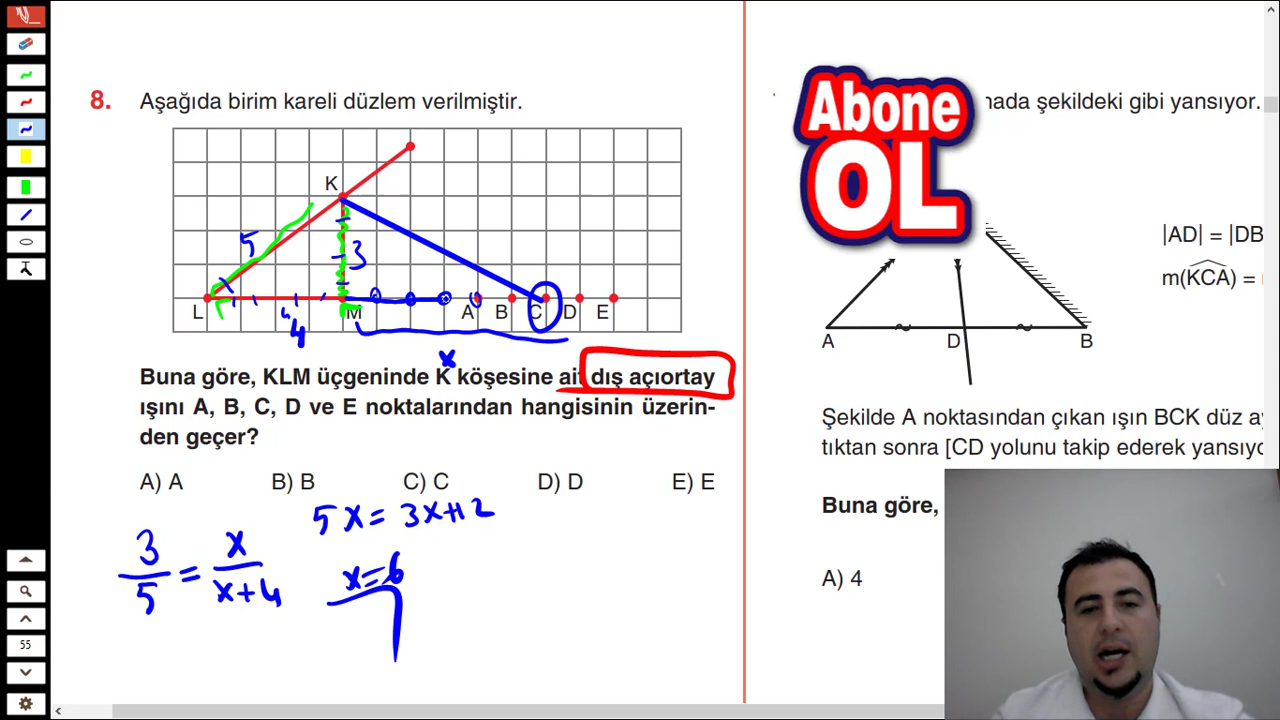 8. Aşağıda birim kareli düzlem verilmiştir.
K
5
3
L
4
M
A
B
C
D
E
x
Buna göre, KLM üçgeninde K köşesine ait dış açıortay
ışını A, B, C, D ve E noktalarından hangisinin üzerin-
den geçer?
A) A B) B C) C D) D E) E
5x = 3x+12
3/5 = x/x+4
x=6
Abone
OL
nada şekildeki gibi yansıyor.
|AD| = |DB
m(KCA) =
A
D
B
Şekilde A noktasından çıkan ışın BCK düz
tıktan sonra [CD yolunu takip ederek yansıyo
Buna göre,
A) 4
55